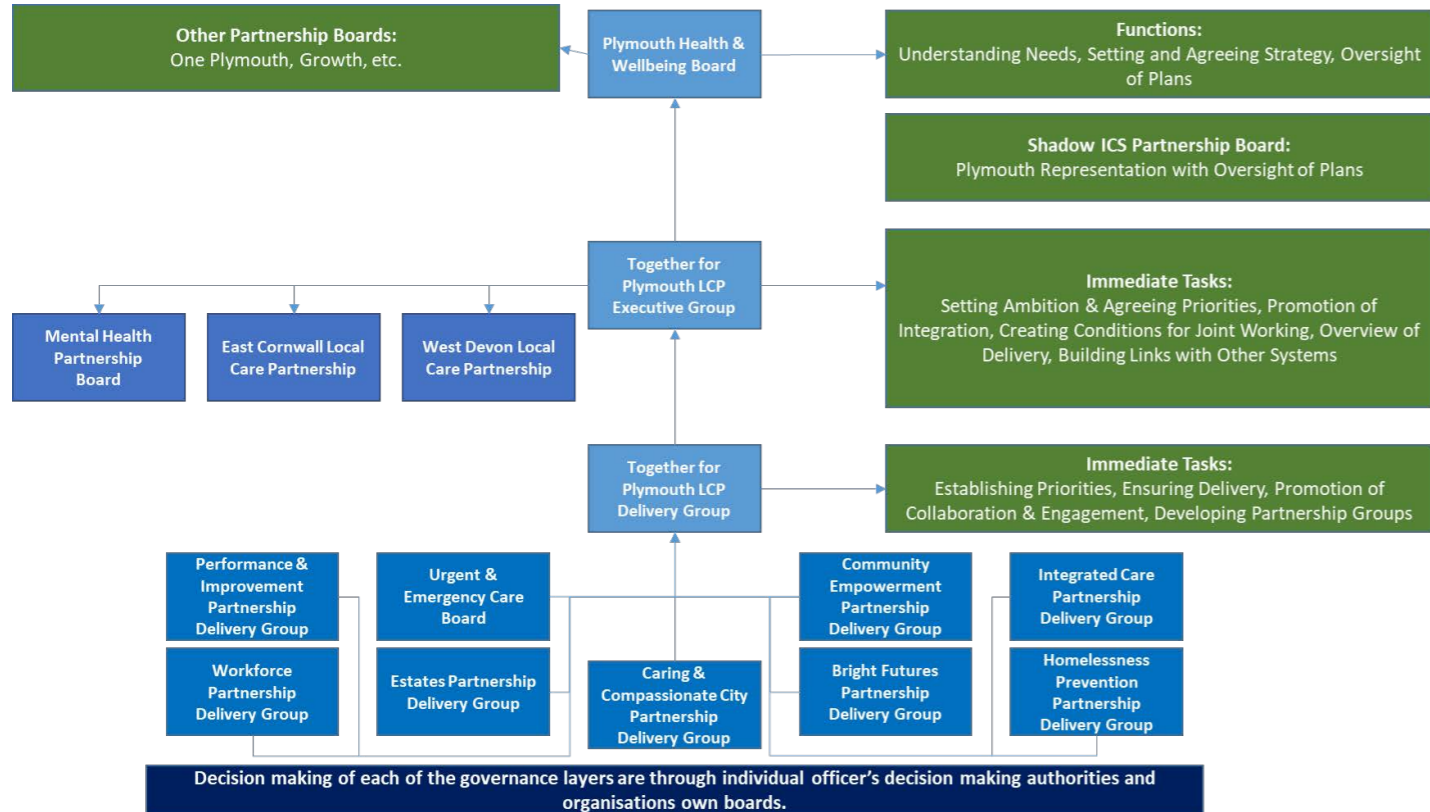 Other Partnership Boards:
One Plymouth, Growth, etc.
Plymouth Health &
Wellbeing Board
Functions:
Understanding Needs, Setting and Agreeing Strategy, Oversight
of Plans
Shadow ICS Partnership Board:
Plymouth Representation with Oversight of Plans
Together for
Plymouth LCP
Executive Group
Immediate Tasks:
Setting Ambition & Agreeing Priorities, Promotion of
Integration, Creating Conditions for Joint Working, Overview of
Delivery, Building Links with Other Systems
Mental Health
Partnership
Board
East Cornwall Local
Care Partnership
West Devon Local
Care Partnership
Together for
Plymouth LCP
Delivery Group
Immediate Tasks:
Establishing Priorities, Ensuring Delivery, Promotion of
Collaboration & Engagement, Developing Partnership Groups
Performance &
Improvement
Partnership
Delivery Group
Urgent &
Emergency Care
Board
Community
Empowerment
Partnership
Delivery Group
Integrated Care
Partnership
Delivery Group
Workforce
Partnership
Delivery Group
Estates Partnership
Delivery Group
Caring &
Compassionate City
Partnership
Delivery Group
Bright Futures
Partnership
Delivery Group
Homelessness
Prevention
Partnership
Delivery Group
Decision making of each of the governance layers are through individual officer's decision making authorities and
organisations own boards.